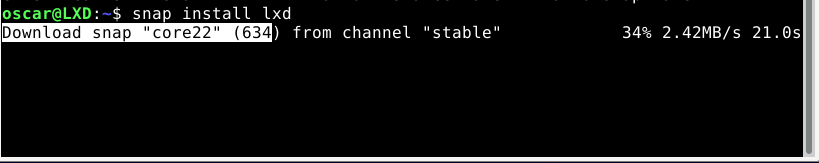 oscar@LXD:~$ snap install lxd
Download snap "core22" (634) from channel "stable" 34% 2.42MB/s 21.0s